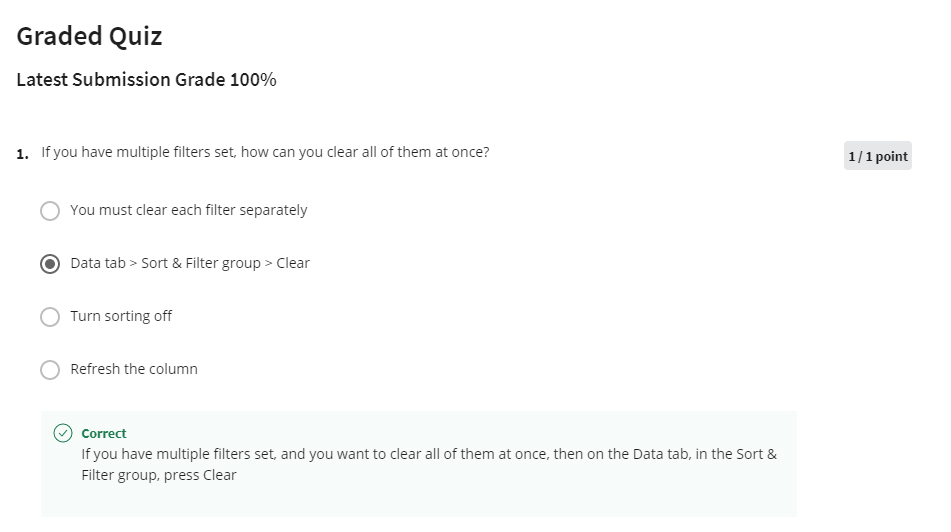 Graded Quiz
Latest Submission Grade 100%
1. If you have multiple filters set, how can you clear all of them at once?
1 / 1 point
You must clear each filter separately
Data tab > Sort & Filter group > Clear
Turn sorting off
Refresh the column
Correct
If you have multiple filters set, and you want to clear all of them at once, then on the Data tab, in the Sort &
Filter group, press Clear